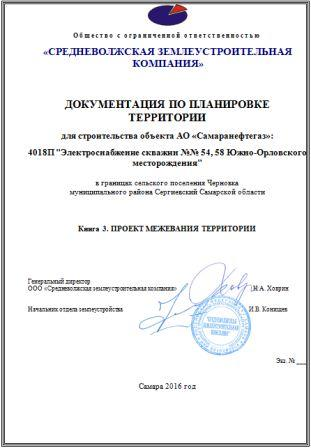 Общество с ограниченной ответственностью
«СРЕДНЕВОЛЖСКАЯ ЗЕМЛЕУСТРОИТЕЛЬНАЯ
КОМПАНИЯ»
ДОКУМЕНТАЦИЯ ПО ПЛАНИРОВКЕ
ТЕРРИТОРИИ
для строительства объекта АО «Самаранефтегаз»:
4018П "Электроснабжение скважин №№ 54, 58 Южно-Орловского
месторождения"
в границах сельского поселения Черновка
муниципального района Сергиевский Самарской области
Книга 3. ПРОЕКТ МЕЖЕВАНИЯ ТЕРРИТОРИИ
Генеральный директор
ООО «Средневолжская землеустроительная компания» Н.А. Ховрин
Начальник отдела землеустройства И.В. Конищев
Экз. № ___
Самара 2016 год